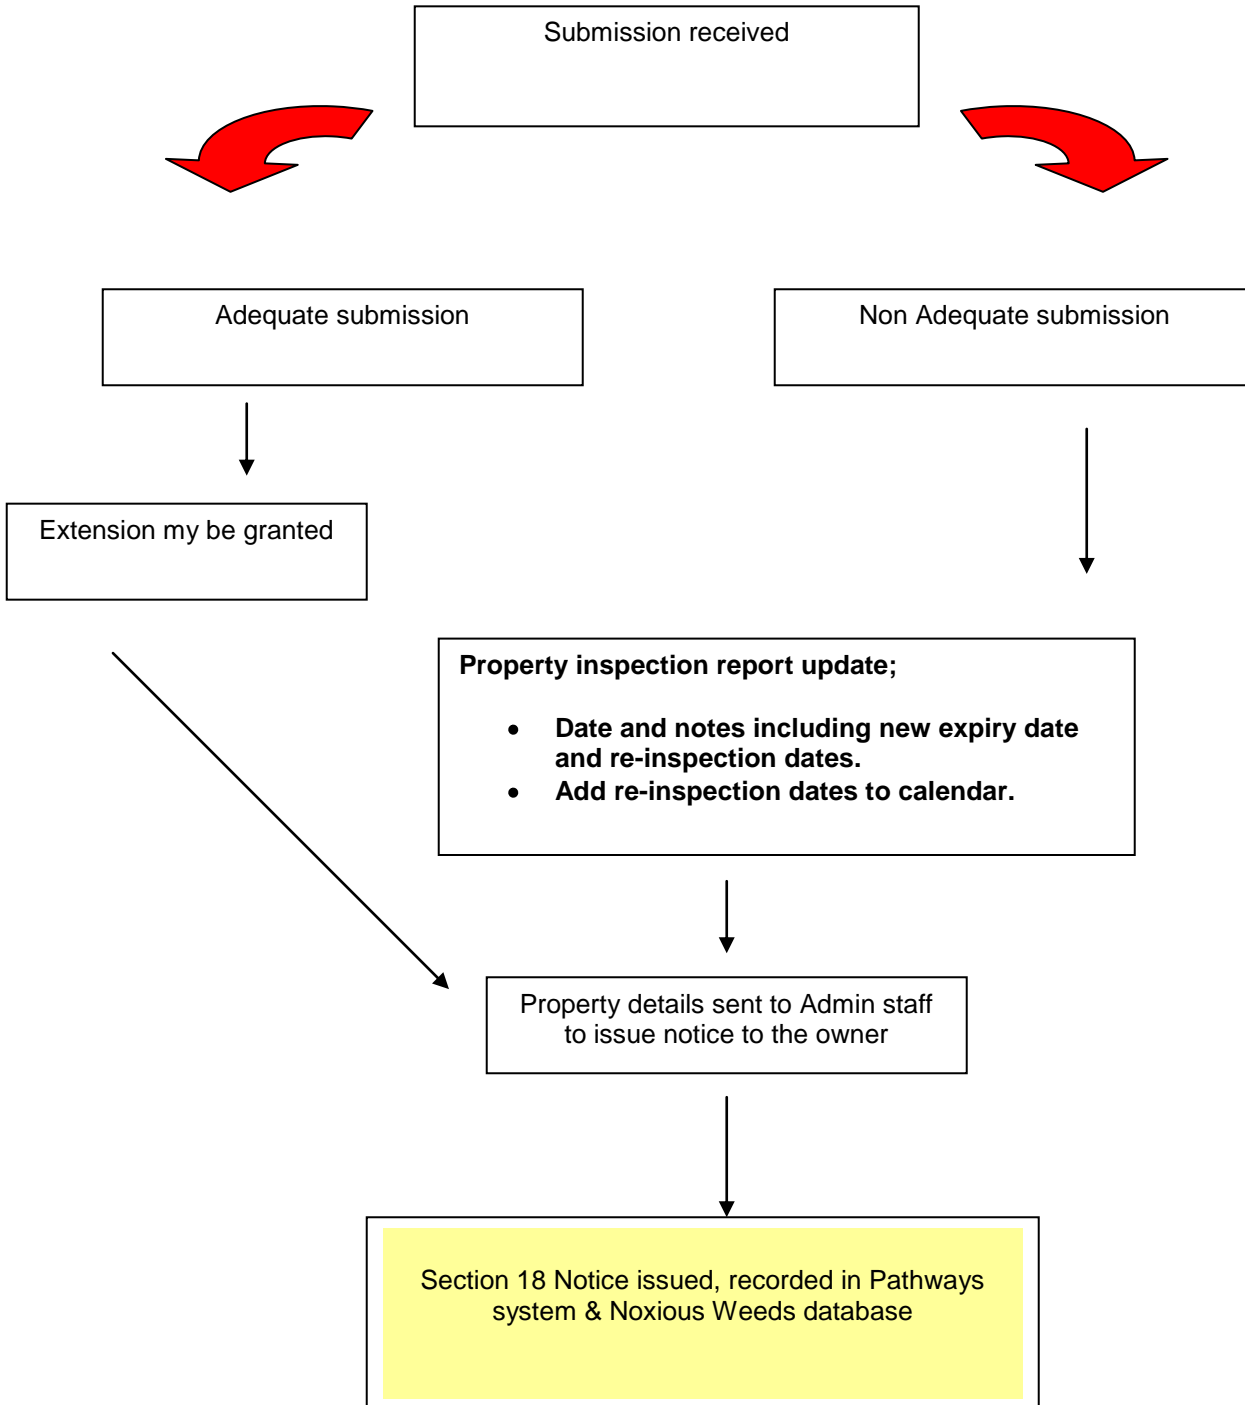 Submission received
Adequate submission
Non Adequate submission
Extension my be granted
Property inspection report update;
● Date and notes including new expiry date
and re-inspection dates.
● Add re-inspection dates to calendar.
Property details sent to Admin staff
to issue notice to the owner
Section 18 Notice issued, recorded in Pathways
system & Noxious Weeds database